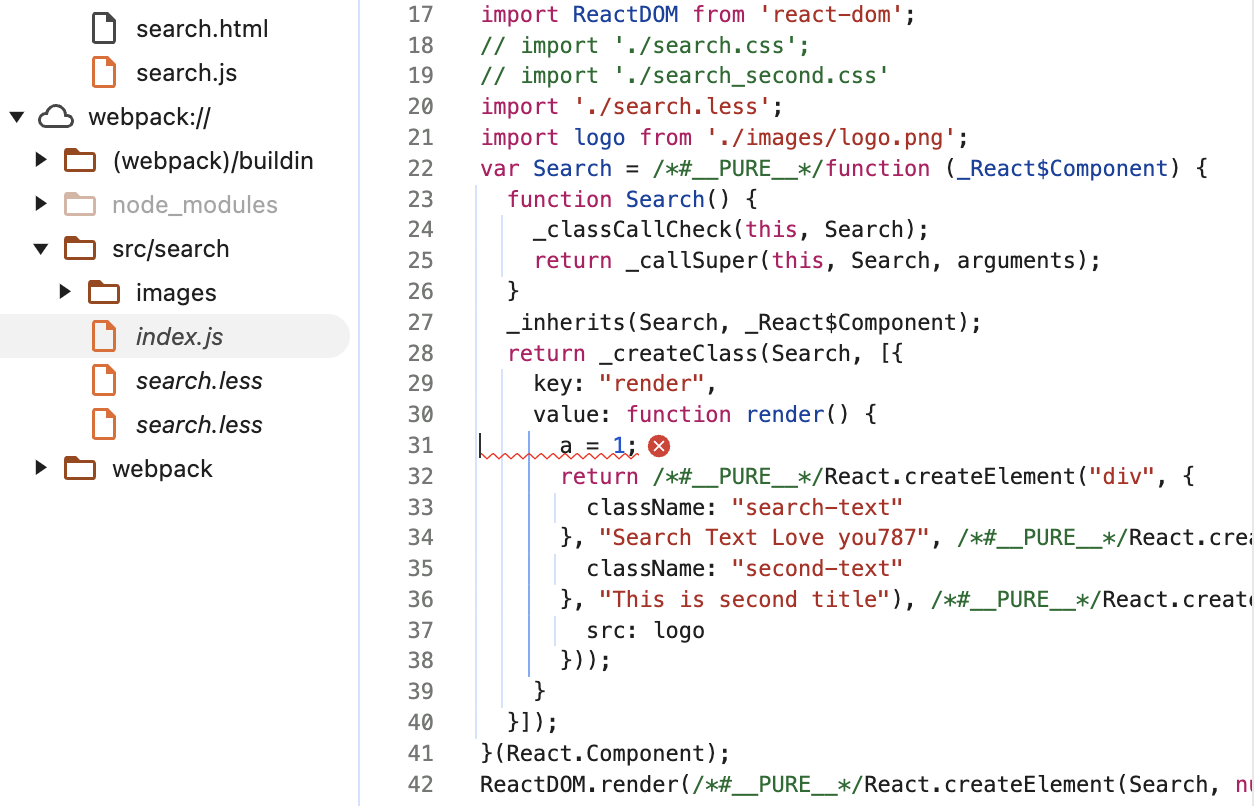 search.html
search.js
webpack://
(webpack)/buildin
node_modules
src/search
images
index.js
search.less
search.less
webpack
17 import ReactDOM from 'react-dom';
18 // import './search.css';
19 // import './search_second.css'
20 import './search.less';
21 import logo from './images/logo.png';
22 var Search = /*#__PURE__*/function (_React$Component) {
23 function Search() {
24 _classCallCheck(this, Search);
25 return _callSuper(this, Search, arguments);
26 }
27 _inherits(Search, _React$Component);
28 return _createClass(Search, [{
29 key: "render",
30 value: function render() {
31 a = 1;
32 return /*#__PURE__*/React.createElement("div", {
33 className: "search-text"
34 }, "Search Text Love you787", /*#__PURE__*/React.crea
35 className: "second-text"
36 }, "This is second title"), /*#__PURE__*/React.create
37 src: logo
38 }));
39 }
40 }]);
41 }(React.Component);
42 ReactDOM.render(/*#__PURE__*/React.createElement(Search, nu